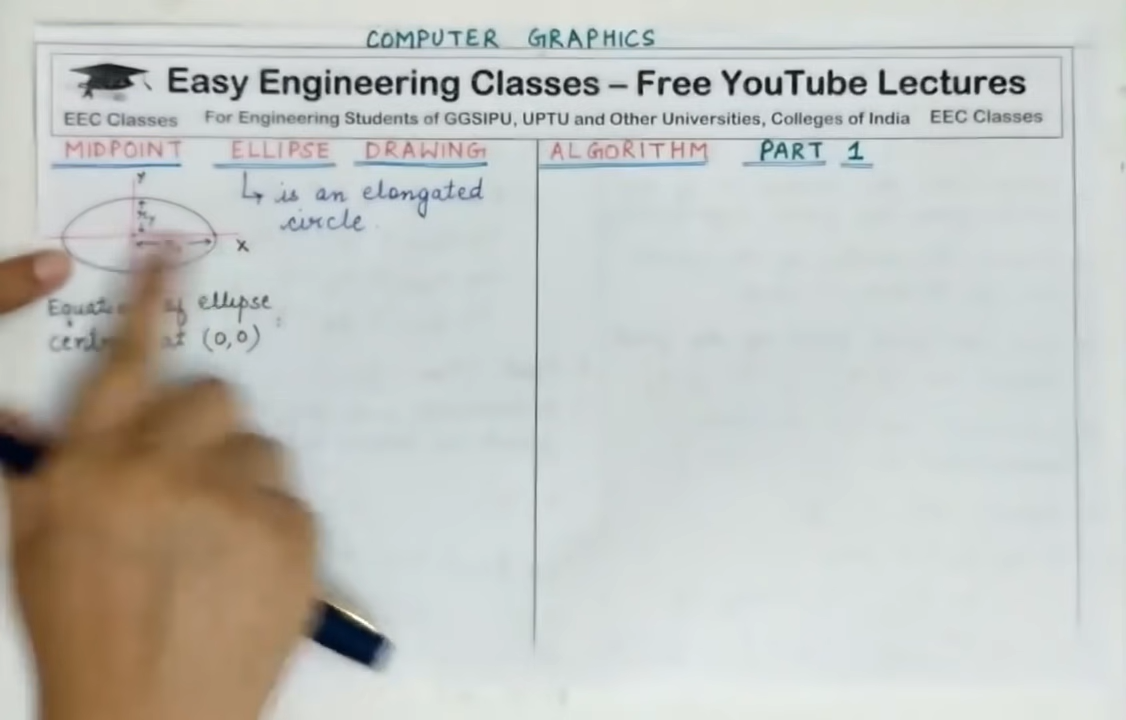 COMPUTER GRAPHICS
Easy Engineering Classes – Free YouTube Lectures
EEC Classes For Engineering Students of GGSIPU, UPTU and Other Universities, Colleges of India EEC Classes
MIDPOINT ELLIPSE DRAWING ALGORITHM PART 1
Y
↳ is an elongated
circle
X
ellipse
at (0,0)